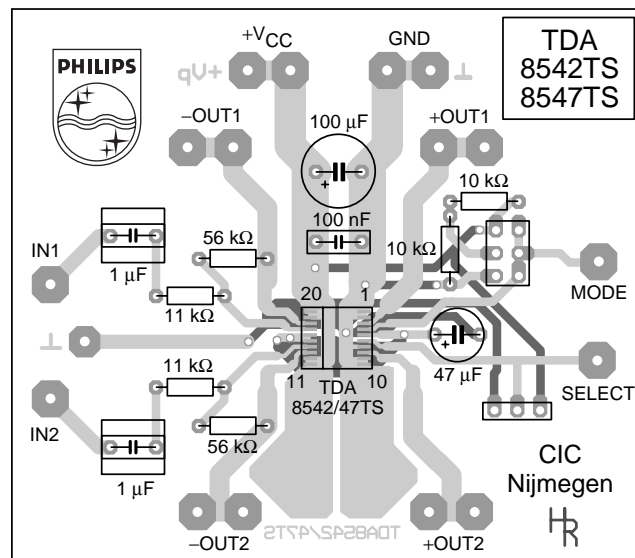 +VCC
GND
TDA
8542TS
8547TS
PHILIPS
+Vp
⊥
−OUT1
100 µF
+OUT1
+
10 kΩ
100 nF
IN1
56 kΩ
10 kΩ
1 µF
MODE
20
1
11 kΩ
⊥
+
11 kΩ
47 µF
11
10
TDA
8542/47TS
SELECT
IN2
56 kΩ
CIC
Nijmegen
1 µF
HR
TDA8542/47TS
−OUT2
+OUT2